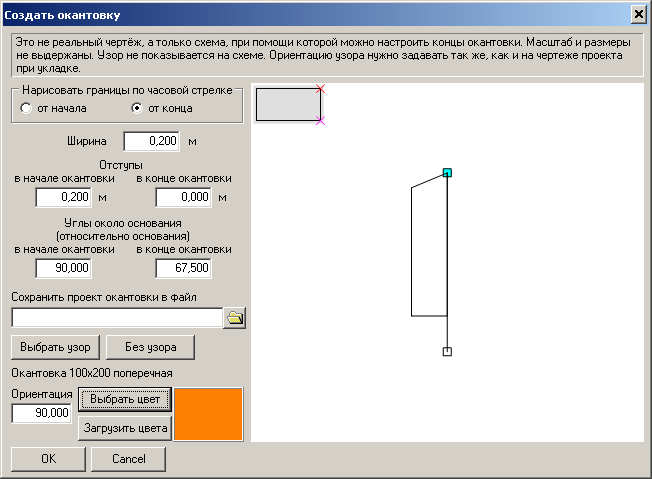 Создать окантовку
Это не реальный чертёж, а только схема, при помощи которой можно настроить концы окантовки. Масштаб и размеры
не выдержаны. Узор не показывается на схеме. Ориентацию узора нужно задавать так же, как и на чертеже проекта
при укладке.
Нарисовать границы по часовой стрелке
от начала от конца
Ширина 0,200 м
Отступы
в начале окантовки в конце окантовки
0,200 м 0,000 м
Углы около основания
(относительно основания)
в начале окантовки в конце окантовки
90,000 67,500
Сохранить проект окантовки в файл
Выбрать узор Без узора
Окантовка 100x200 поперечная
Ориентация
90,000
Выбрать цвет
Загрузить цвета
OK Cancel